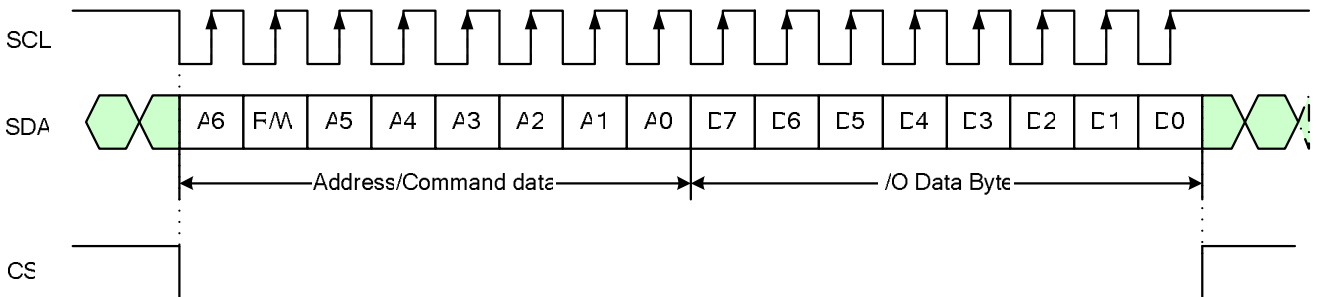 SCL
SDA A6 R/W A5 A4 A3 A2 A1 A0 D7 D6 D5 D4 D3 D2 D1 D0
Address/Command data /O Data Byte
CS